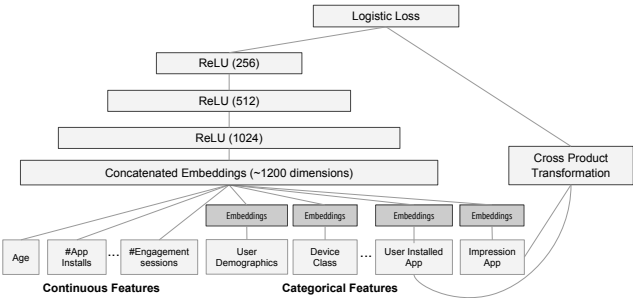 Logistic Loss
ReLU (256)
ReLU (512)
ReLU (1024)
Concatenated Embeddings (~1200 dimensions)
Cross Product
Transformation
Embeddings
Embeddings
Embeddings
Embeddings
Age
#App
Installs
...
#Engagement
sessions
User
Demographics
Device
Class
...
User Installed
App
Impression
App
Continuous Features
Categorical Features